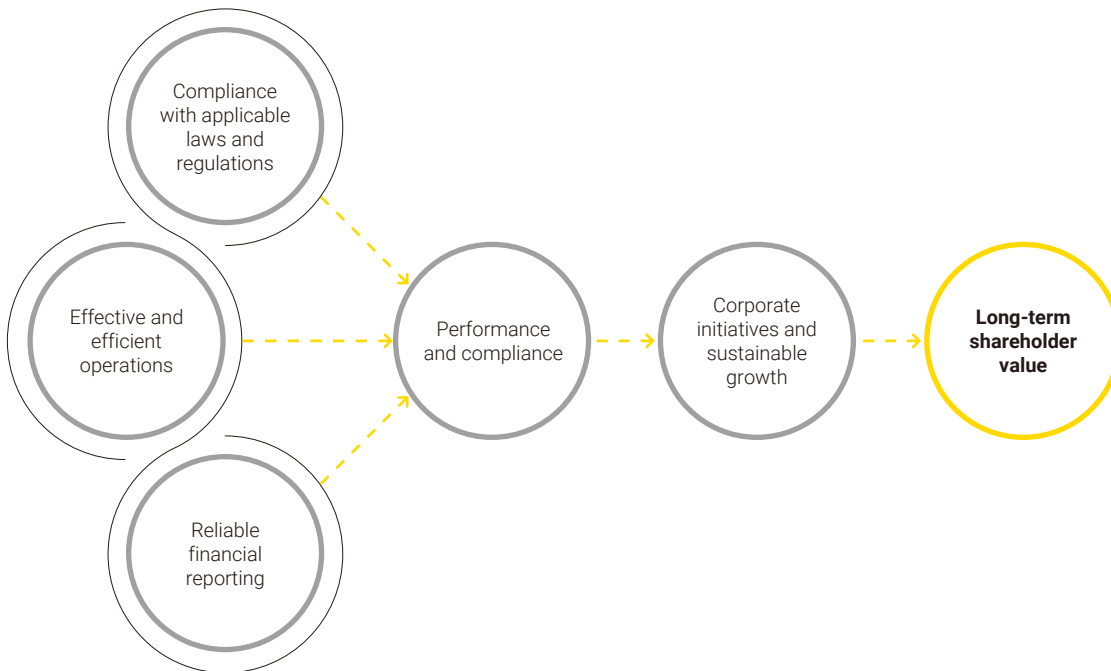 Compliance
with applicable
laws and
regulations
Effective and
efficient
operations
Reliable
financial
reporting
Performance
and compliance
Corporate
initiatives and
sustainable
growth
Long-term
shareholder
value